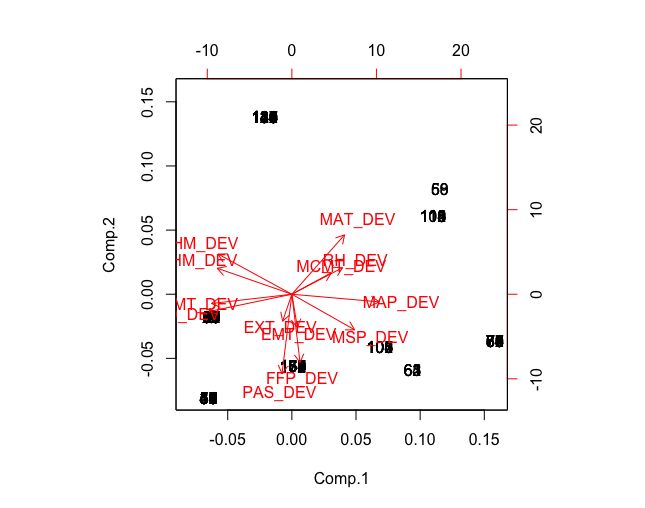 -10 0 10 20
0.15
0.10
0.05
0.00
-0.05
Comp.2
20
10
0
-10
MAT_DEV
HM_DEV
RH_DEV
HM_DEV
MCMT_DEV
MT_DEV
MAP_DEV
_DEV
EXT_DEV
EMT_DEV
MSP_DEV
FFP_DEV
PAS_DEV
-0.05 0.00 0.05 0.10 0.15
Comp.1